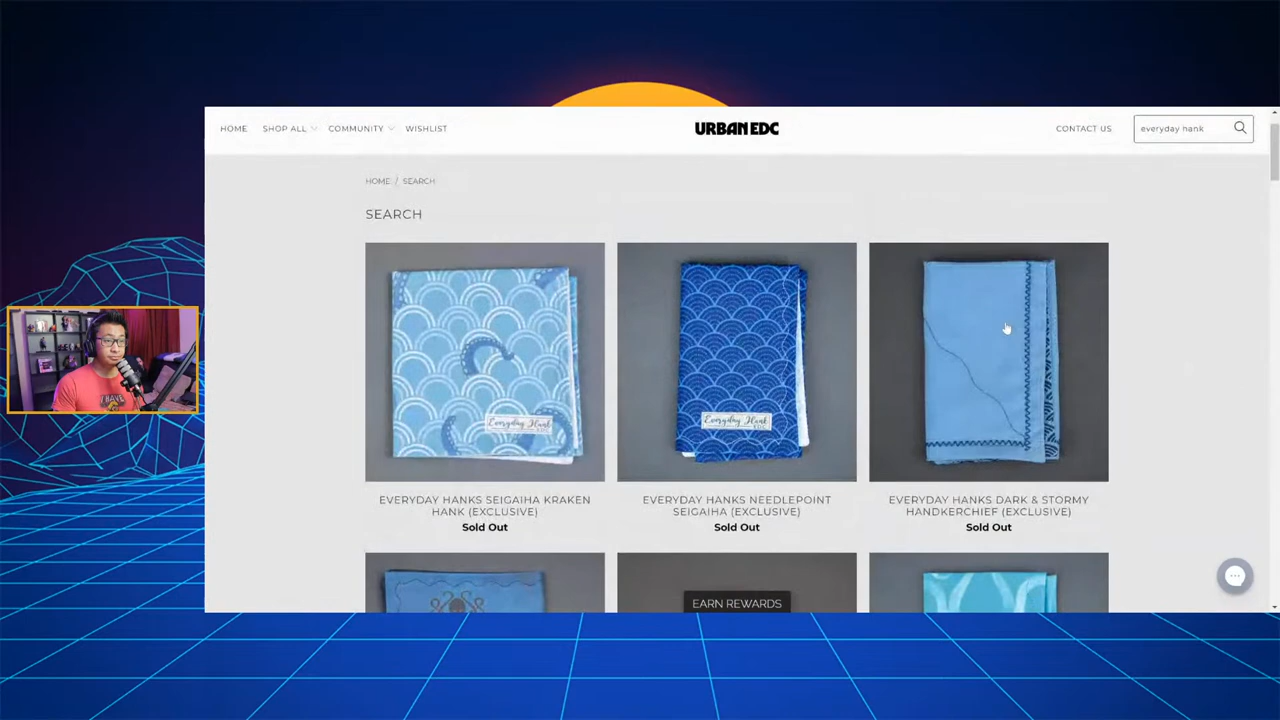 HOME SHOP ALL COMMUNITY WISHLIST URBAN EDC CONTACT US everyday hank
HOME / SEARCH
SEARCH
Everyday Hank
EDC
Everyday Hank
EDC
EVERYDAY HANKS SEIGAIHA KRAKEN
HANK (EXCLUSIVE)
Sold Out
EVERYDAY HANKS NEEDLEPOINT
SEIGAIHA (EXCLUSIVE)
Sold Out
EVERYDAY HANKS DARK & STORMY
HANDKERCHIEF (EXCLUSIVE)
Sold Out
EARN REWARDS